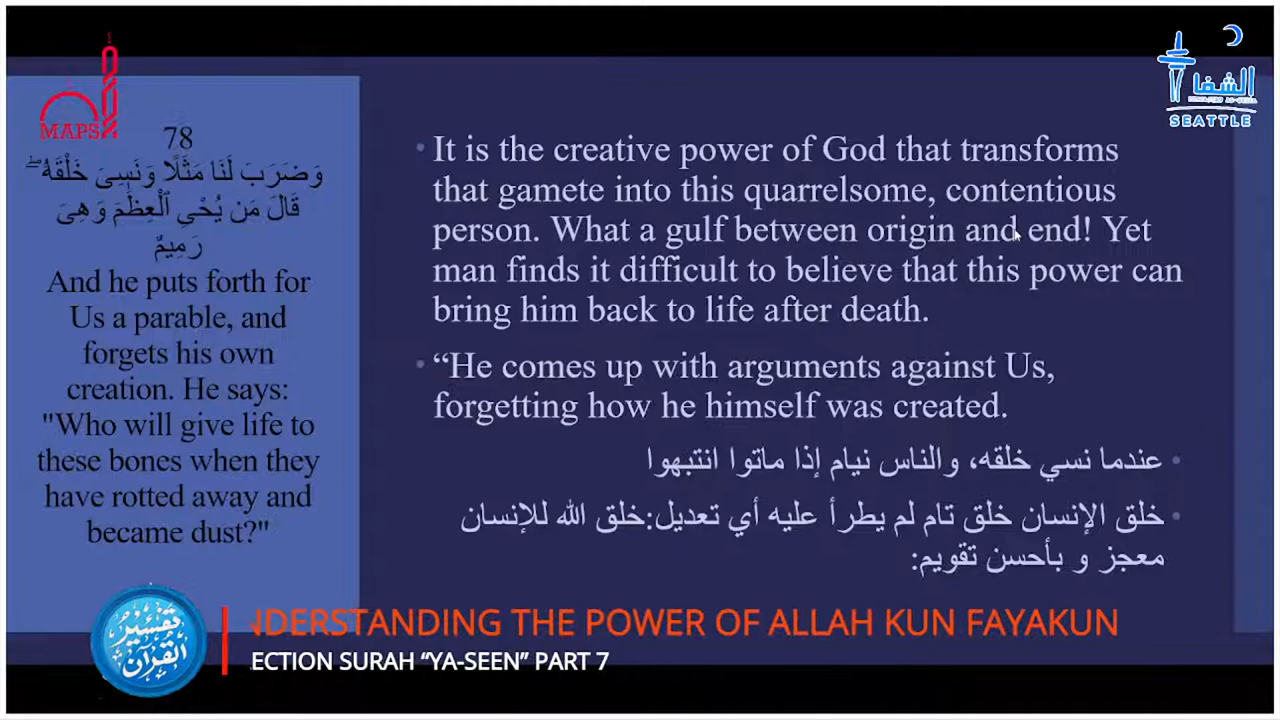 MAPS
78
وَضَرَبَ لَنَا مَثَلًا وَنَسِىَ خَلْقَهُۥ ۖ
قَالَ مَن يُحْىِ ٱلْعِظَٰمَ وَهِىَ
رَمِيمٌ
And he puts forth for
Us a parable, and
forgets his own
creation. He says:
"Who will give life to
these bones when they
have rotted away and
became dust?"
الشفا
SEATTLE
• It is the creative power of God that transforms
that gamete into this quarrelsome, contentious
person. What a gulf between origin and end! Yet
man finds it difficult to believe that this power can
bring him back to life after death.
• “He comes up with arguments against Us,
forgetting how he himself was created.
• عندما نسي خلقه، والناس نيام إذا ماتوا انتبهوا
• خلق الإنسان خلق تام لم يطرأ عليه أي تعديل:خلق الله للإنسان
معجز و بأحسن تقويم:
تفسير
القرآن
NDERSTANDING THE POWER OF ALLAH KUN FAYAKUN
ECTION SURAH “YA-SEEN” PART 7